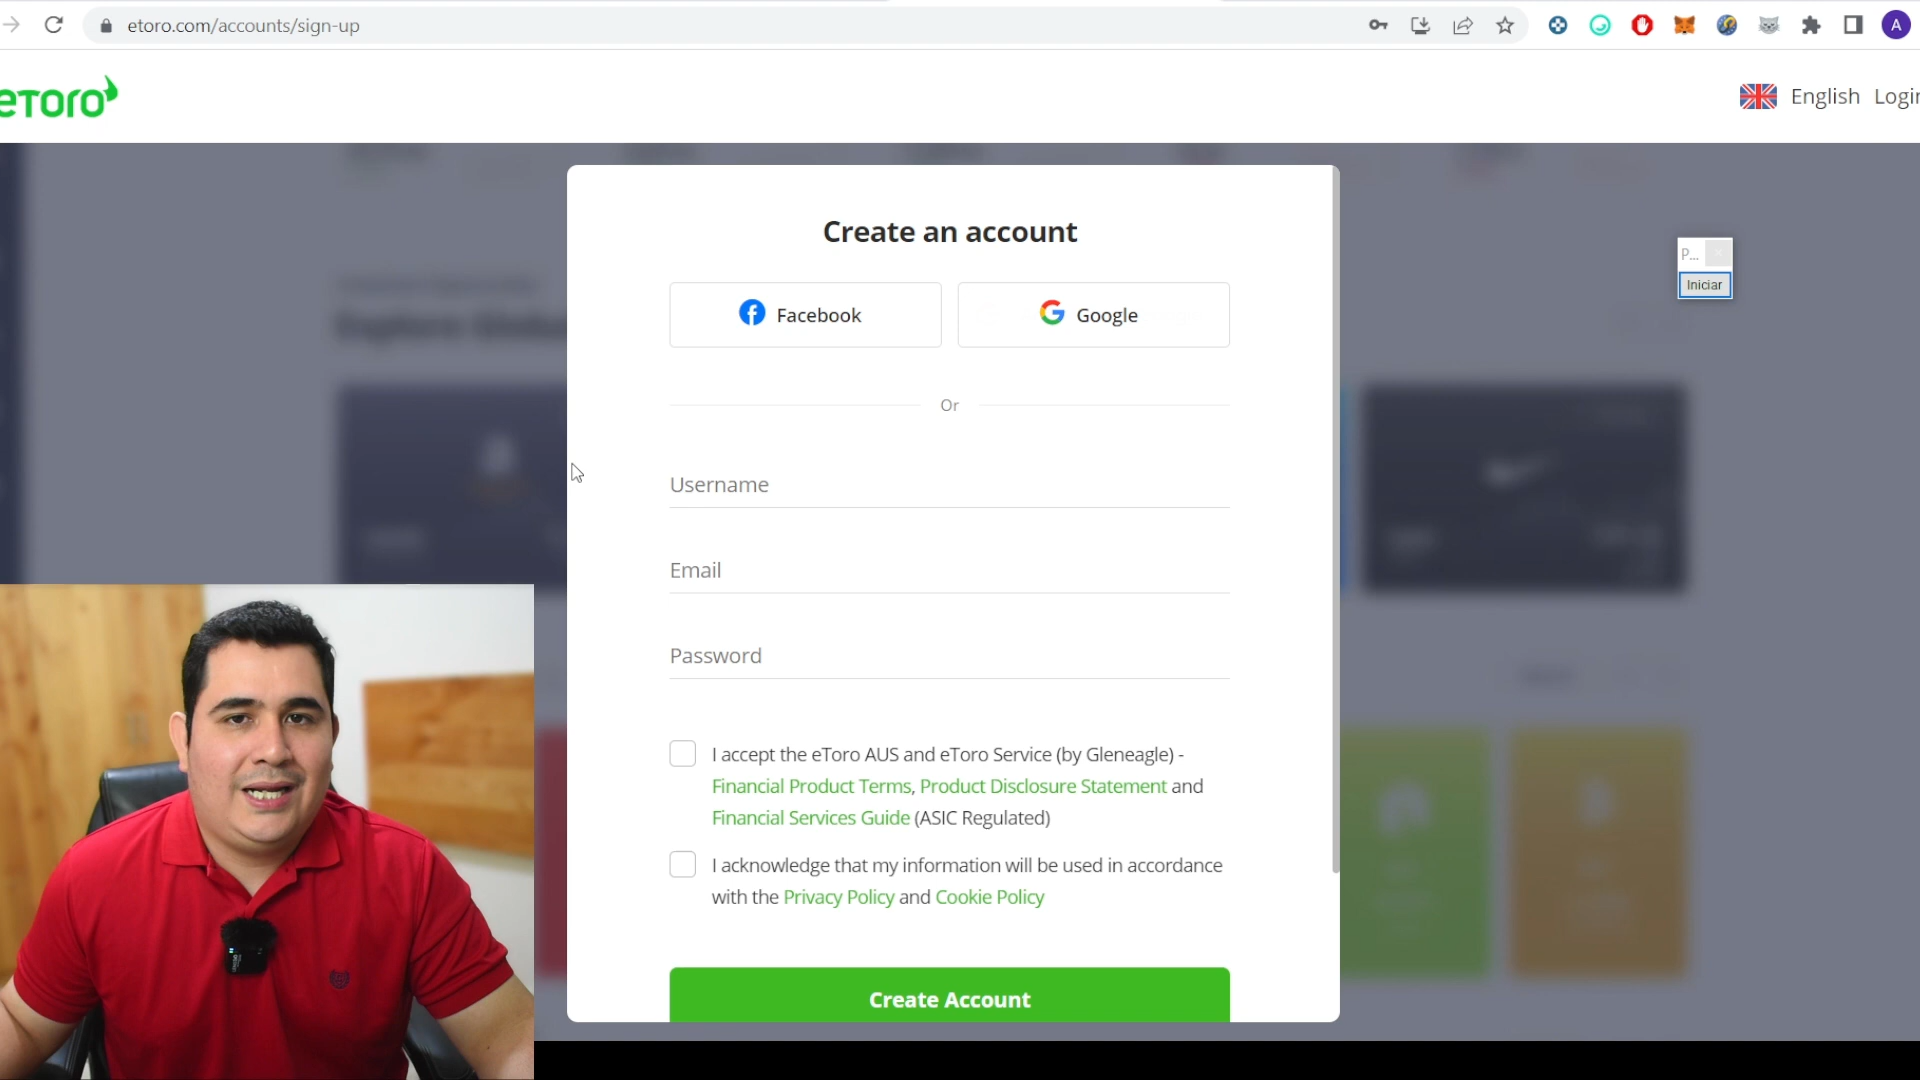 etoro.com/accounts/sign-up
A
eToro
English Login
Create an account
P...
Iniciar
Facebook
Google
Or
Username
Email
Password
I accept the eToro AUS and eToro Service (by Gleneagle) -
Financial Product Terms, Product Disclosure Statement and
Financial Services Guide (ASIC Regulated)
I acknowledge that my information will be used in accordance
with the Privacy Policy and Cookie Policy
Create Account